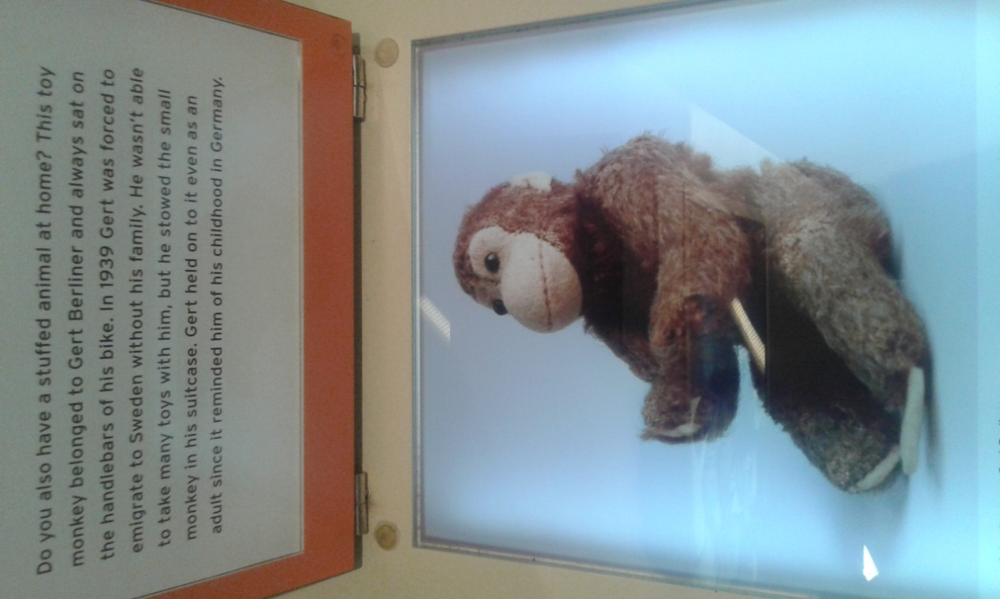 Do you also have a stuffed animal at home? This toy
monkey belonged to Gert Berliner and always sat on
the handlebars of his bike. In 1939 Gert was forced to
emigrate to Sweden without his family. He wasn't able
to take many toys with him, but he stowed the small
monkey in his suitcase. Gert held on to it even as an
adult since it reminded him of his childhood in Germany.